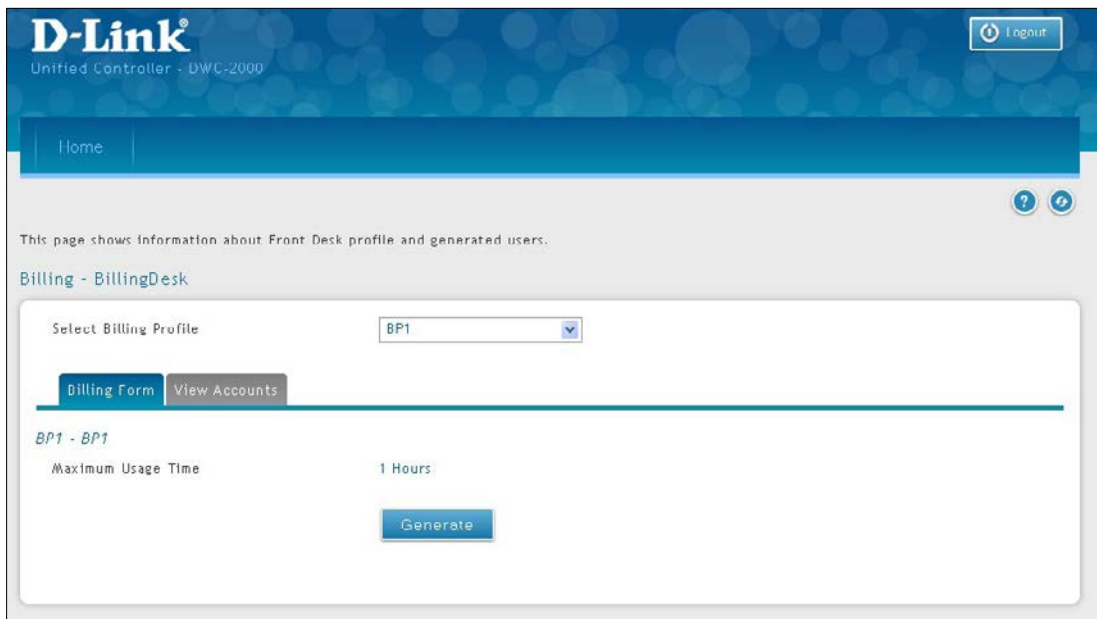 D-Link®
Logout
Unified Controller - DWC-2000
Home
?
This page shows information about Front Desk profile and generated users.
Billing - BillingDesk
Select Billing Profile BP1
Billing Form View Accounts
BP1 - BP1
Maximum Usage Time 1 Hours
Generate